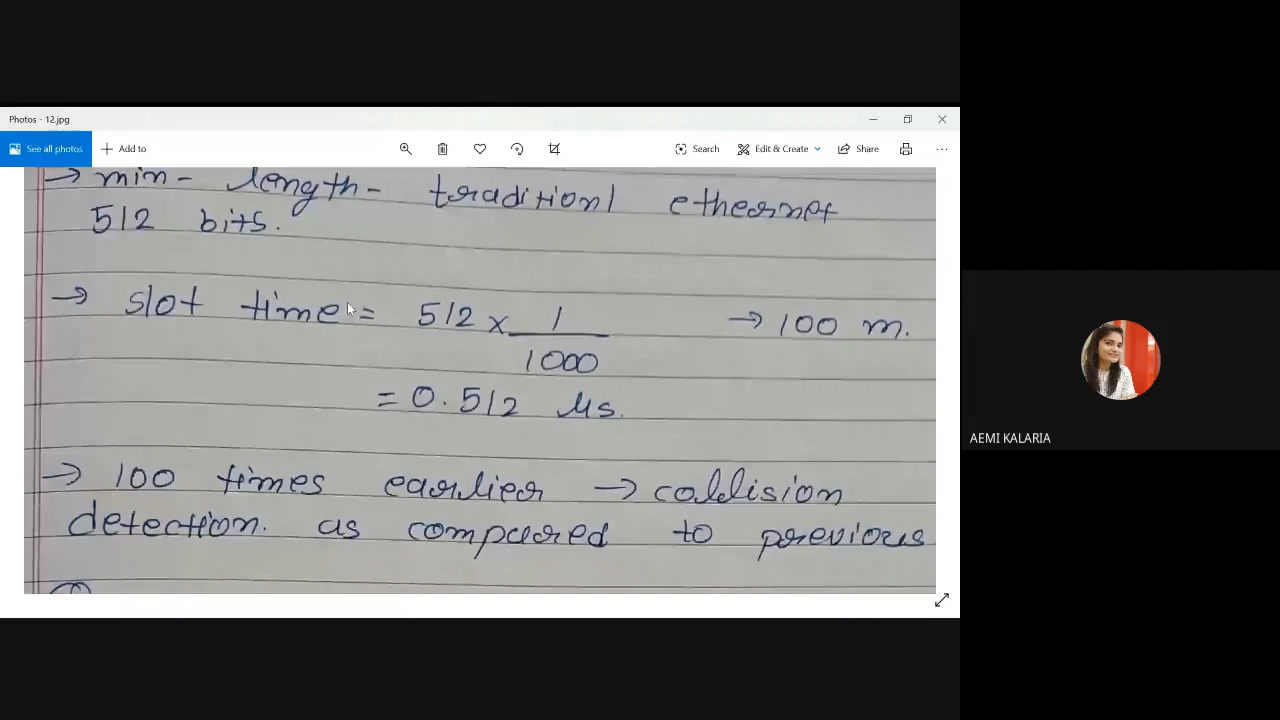 Photos - 12.jpg
See all photos
Add to
Search
Edit & Create
Share
→ min - length - traditionl ethernet
512 bits.
→ slot time = 512 x 1/1000 → 100 m.
= 0.512 µs.
→ 100 times earlier → collision
detection. as compared to previous
AEMI KALARIA